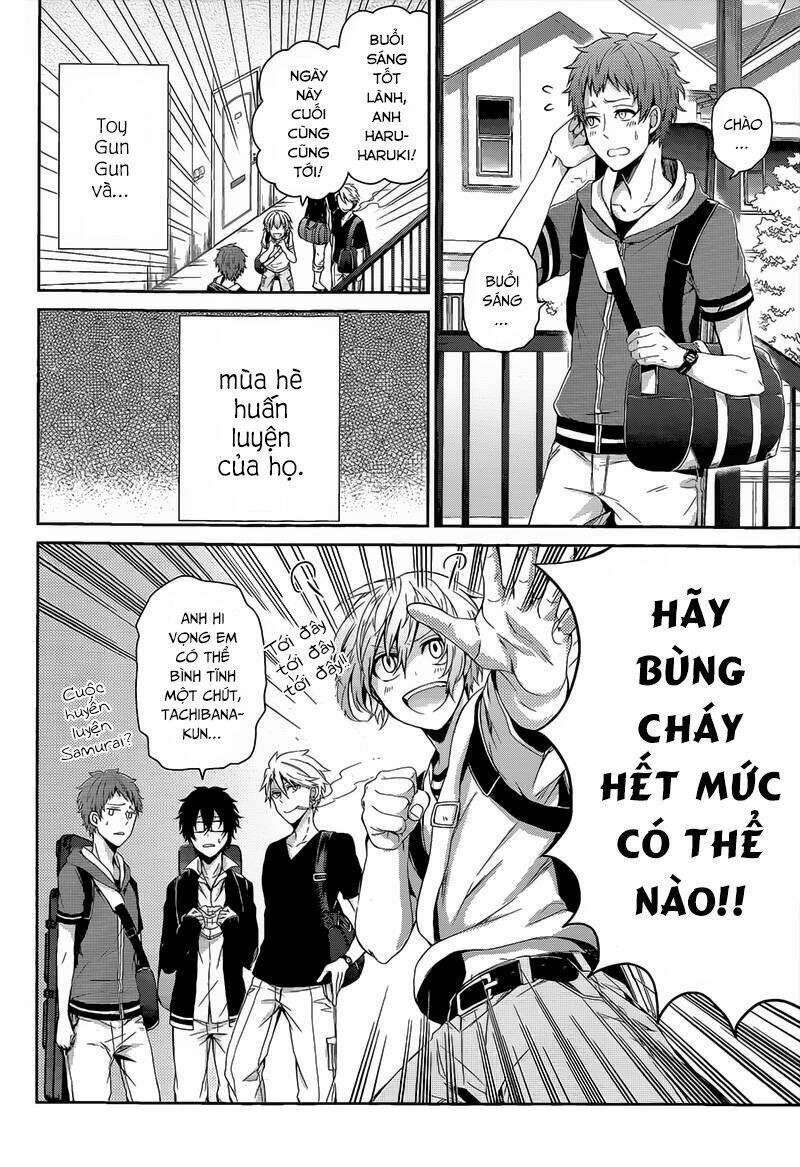 CHÀO
...
BUỔI
SÁNG
...
BUỔI
SÁNG
TỐT
LÀNH,
ANH
HARU-
HARUKI!
NGÀY
NÀY
CUỐI
CÙNG
CŨNG
TỚI!
Toy
Gun
Gun
và...
mùa hè
huấn
luyện
của họ.
HÃY
BÙNG
CHÁY
HẾT MỨC
CÓ THỂ
NÀO!!
Tới đây
tới đây
tới đây!
ANH HI
VỌNG EM
CÓ THỂ
BÌNH TĨNH
MỘT CHÚT,
TACHIBANA-
KUN...
Cuộc
huyến
luyện
Samurai?